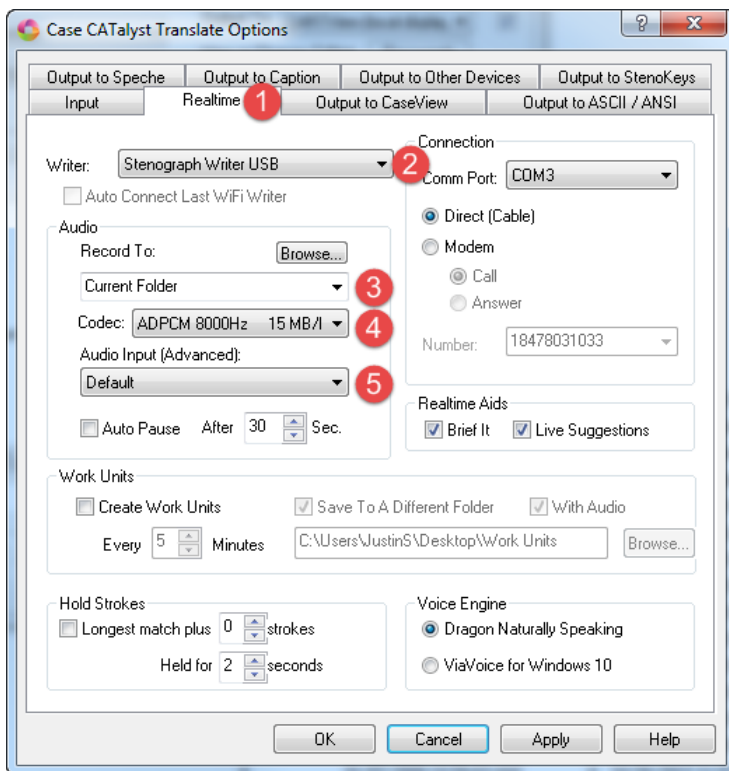 Case CATalyst Translate Options
Output to Speche Output to Caption Output to Other Devices Output to StenoKeys
Input Realtime 1 Output to CaseView Output to ASCII / ANSI
Writer: Stenograph Writer USB 2
Auto Connect Last WiFi Writer
Audio
Record To: Browse...
Current Folder 3
Codec: ADPCM 8000Hz 15 MB/l 4
Audio Input (Advanced):
Default 5
Auto Pause After 30 Sec.
Connection
Comm Port: COM3
Direct (Cable)
Modem
Call
Answer
Number: 18478031033
Realtime Aids
Brief It Live Suggestions
Work Units
Create Work Units Save To A Different Folder With Audio
Every 5 Minutes C:\Users\JustinS\Desktop\Work Units Browse...
Hold Strokes
Longest match plus 0 strokes
Held for 2 seconds
Voice Engine
Dragon Naturally Speaking
ViaVoice for Windows 10
OK Cancel Apply Help